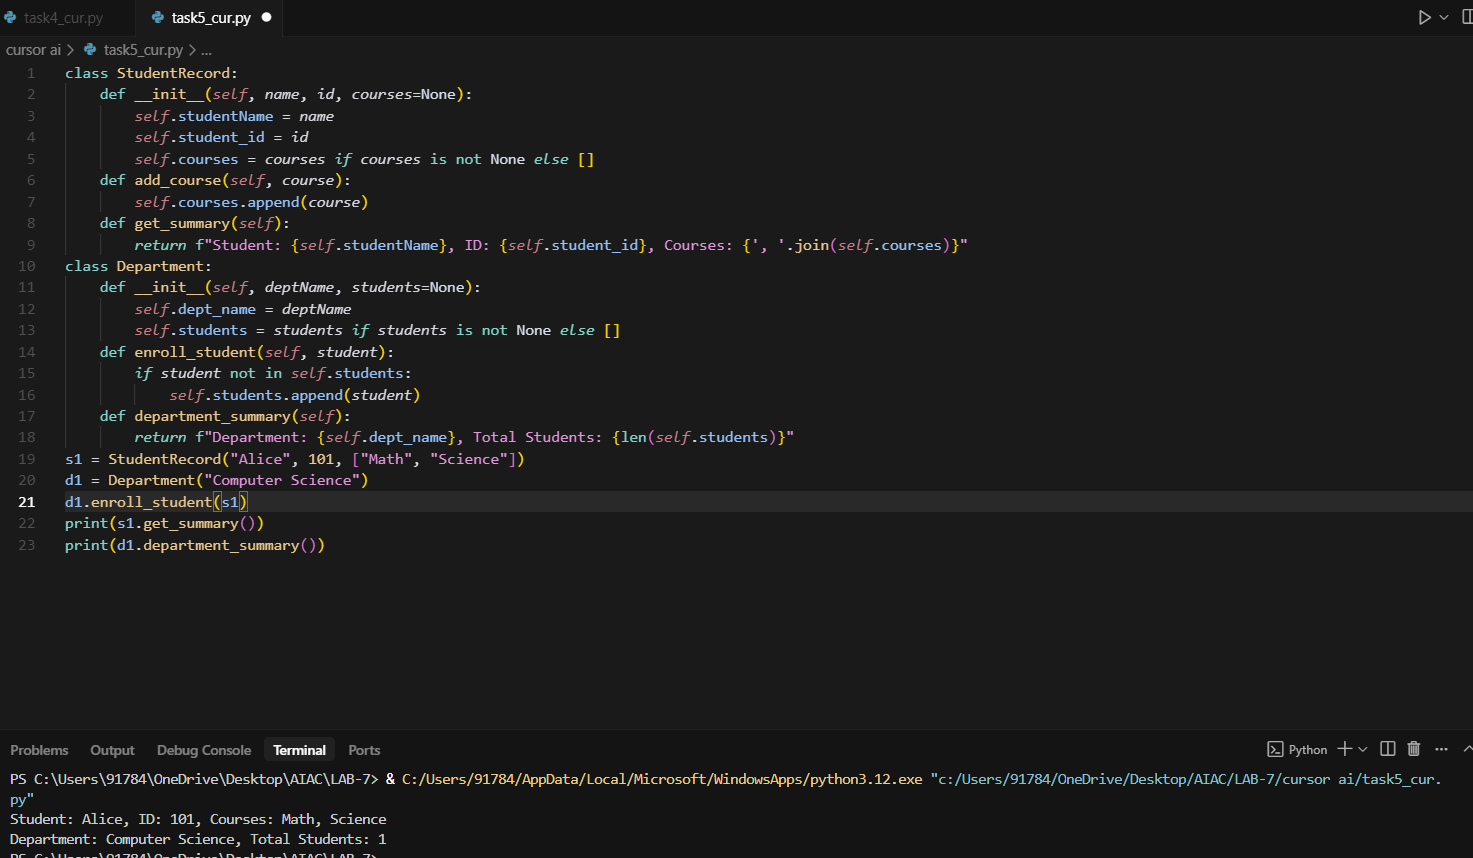 task4_cur.py
task5_cur.py
cursor ai > task5_cur.py > ...
1 class StudentRecord:
2     def __init__(self, name, id, courses=None):
3         self.studentName = name
4         self.student_id = id
5         self.courses = courses if courses is not None else []
6     def add_course(self, course):
7         self.courses.append(course)
8     def get_summary(self):
9         return f"Student: {self.studentName}, ID: {self.student_id}, Courses: {', '.join(self.courses)}"
10 class Department:
11     def __init__(self, deptName, students=None):
12         self.dept_name = deptName
13         self.students = students if students is not None else []
14     def enroll_student(self, student):
15         if student not in self.students:
16             self.students.append(student)
17     def department_summary(self):
18         return f"Department: {self.dept_name}, Total Students: {len(self.students)}"
19 s1 = StudentRecord("Alice", 101, ["Math", "Science"])
20 d1 = Department("Computer Science")
21 d1.enroll_student(s1)
22 print(s1.get_summary())
23 print(d1.department_summary())
Problems Output Debug Console Terminal Ports
Python
PS C:\Users\91784\OneDrive\Desktop\AIAC\LAB-7> & C:/Users/91784/AppData/Local/Microsoft/WindowsApps/python3.12.exe "c:/Users/91784/OneDrive/Desktop/AIAC/LAB-7/cursor ai/task5_cur.
py"
Student: Alice, ID: 101, Courses: Math, Science
Department: Computer Science, Total Students: 1
PS C:\Users\91784\OneDrive\Desktop\AIAC\LAB-7>